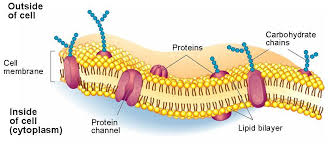 Outside
of cell
Carbohydrate
chains
Proteins
Cell
membrane
Inside
of cell
(cytoplasm)
Protein
channel
Lipid bilayer